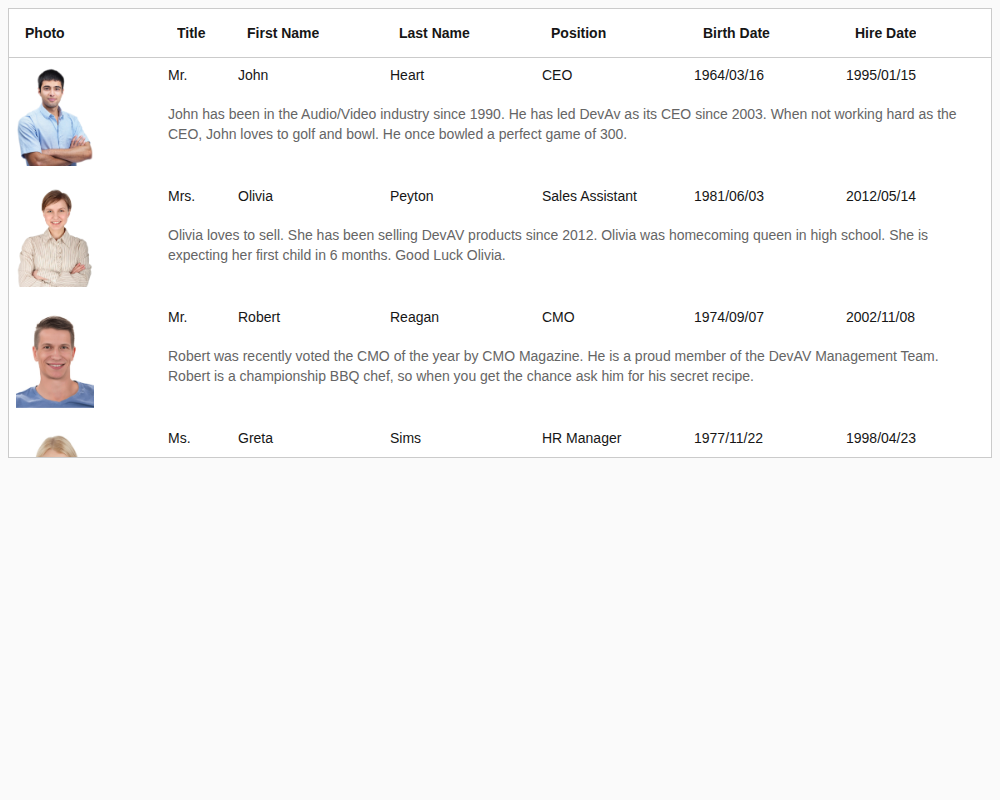 Photo Title First Name Last Name Position Birth Date Hire Date
Mr. John Heart CEO 1964/03/16 1995/01/15
John has been in the Audio/Video industry since 1990. He has led DevAv as its CEO since 2003. When not working hard as the
CEO, John loves to golf and bowl. He once bowled a perfect game of 300.
Mrs. Olivia Peyton Sales Assistant 1981/06/03 2012/05/14
Olivia loves to sell. She has been selling DevAV products since 2012. Olivia was homecoming queen in high school. She is
expecting her first child in 6 months. Good Luck Olivia.
Mr. Robert Reagan CMO 1974/09/07 2002/11/08
Robert was recently voted the CMO of the year by CMO Magazine. He is a proud member of the DevAV Management Team.
Robert is a championship BBQ chef, so when you get the chance ask him for his secret recipe.
Ms. Greta Sims HR Manager 1977/11/22 1998/04/23